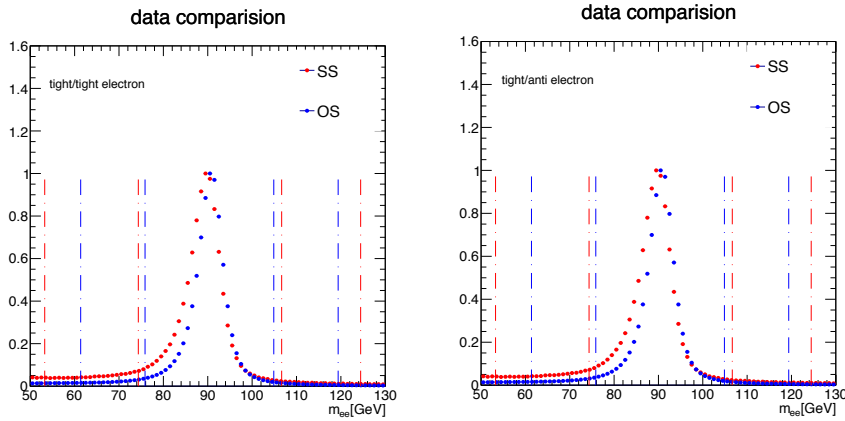 data comparision
1.6
1.4
1.2
1
0.8
0.6
0.4
0.2
0
tight/tight electron
SS
OS
50 60 70 80 90 100 110 120 130
m_ee[GeV]
data comparision
1.6
1.4
1.2
1
0.8
0.6
0.4
0.2
0
tight/anti electron
SS
OS
50 60 70 80 90 100 110 120 130
m_ee[GeV]